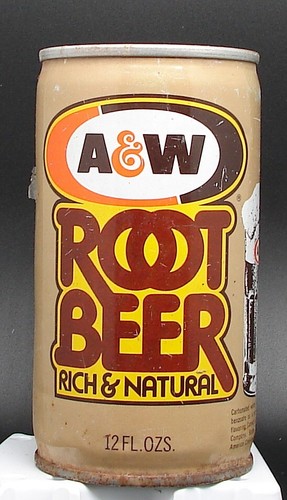 A&W
ROOT
BEER
RICH & NATURAL
12 FL. OZS.